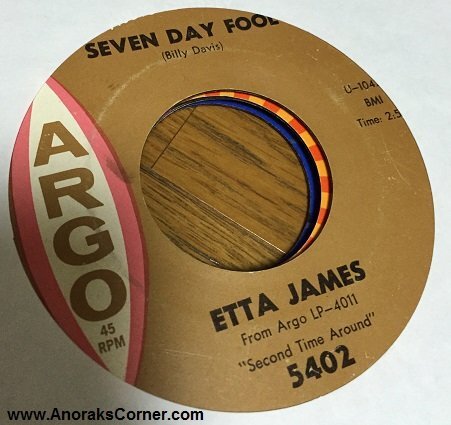 SEVEN DAY FOOL
(Billy Davis)
BMI
Time:
ARGO
45
RPM
ETTA JAMES
From Argo LP-4011
"Second Time Around"
5402
www.AnoraksCorner.com